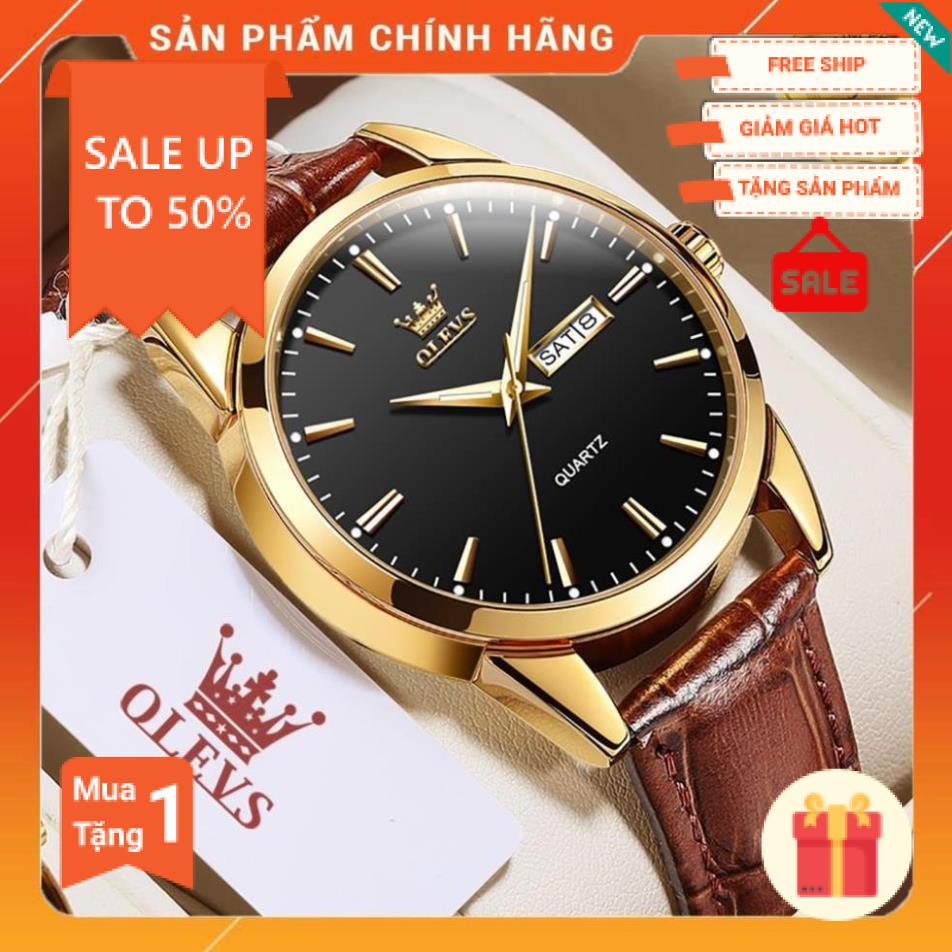 SẢN PHẨM CHÍNH HÃNG
NEW
FREE SHIP
GIẢM GIÁ HOT
TẶNG SẢN PHẨM
SALE
SALE UP
TO 50%
OLEVS
SAT 8
QUARTZ
OLEVS
Mua
Tặng 1